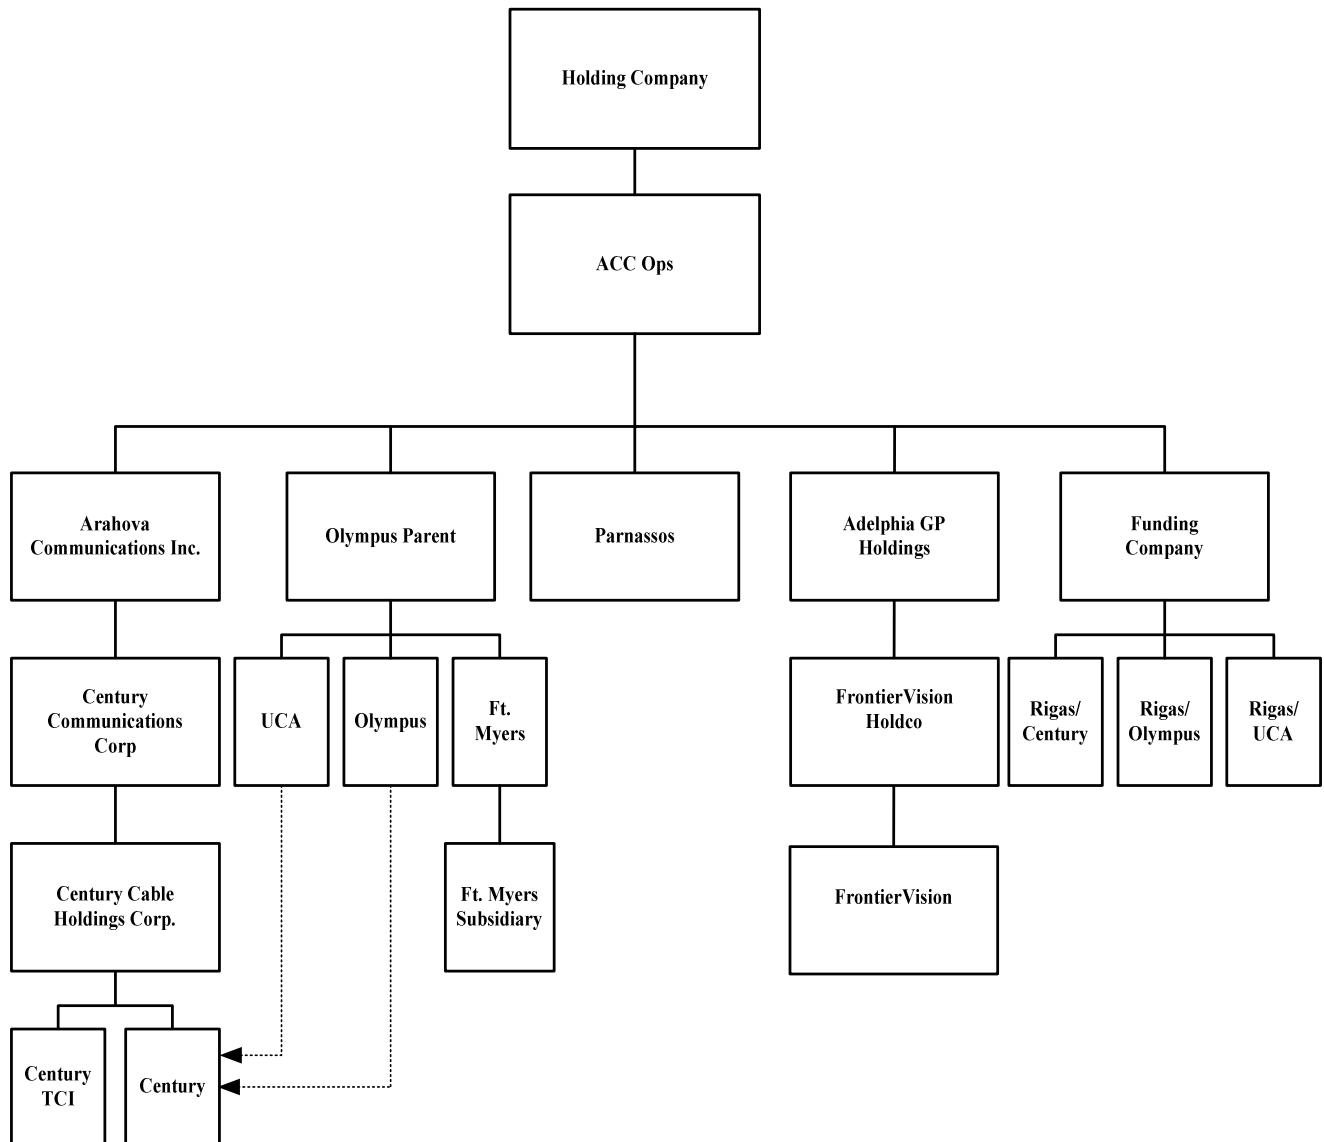 Holding Company
ACC Ops
Arahova
Communications Inc.
Olympus Parent
Parnassos
Adelphia GP
Holdings
Funding
Company
Century
Communications
Corp
UCA
Olympus
Ft.
Myers
FrontierVision
Holdco
Rigas/
Century
Rigas/
Olympus
Rigas/
UCA
Century Cable
Holdings Corp.
Ft. Myers
Subsidiary
FrontierVision
Century
TCI
Century